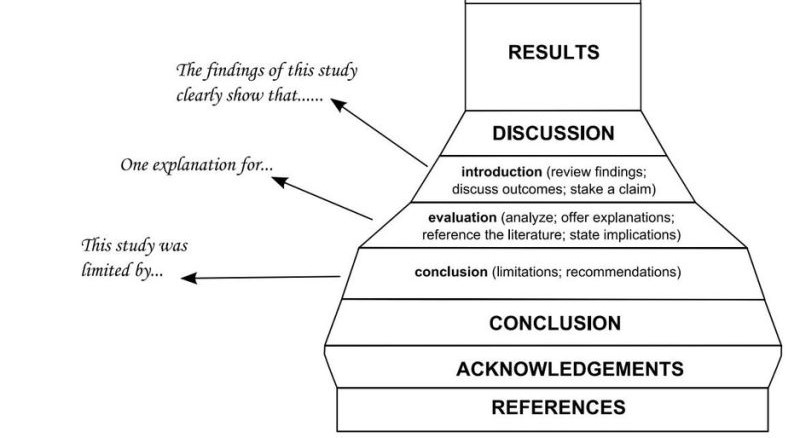 RESULTS
The findings of this study
clearly show that......
DISCUSSION
introduction (review findings;
discuss outcomes; stake a claim)
One explanation for...
evaluation (analyze; offer explanations;
reference the literature; state implications)
This study was
limited by...
conclusion (limitations; recommendations)
CONCLUSION
ACKNOWLEDGEMENTS
REFERENCES